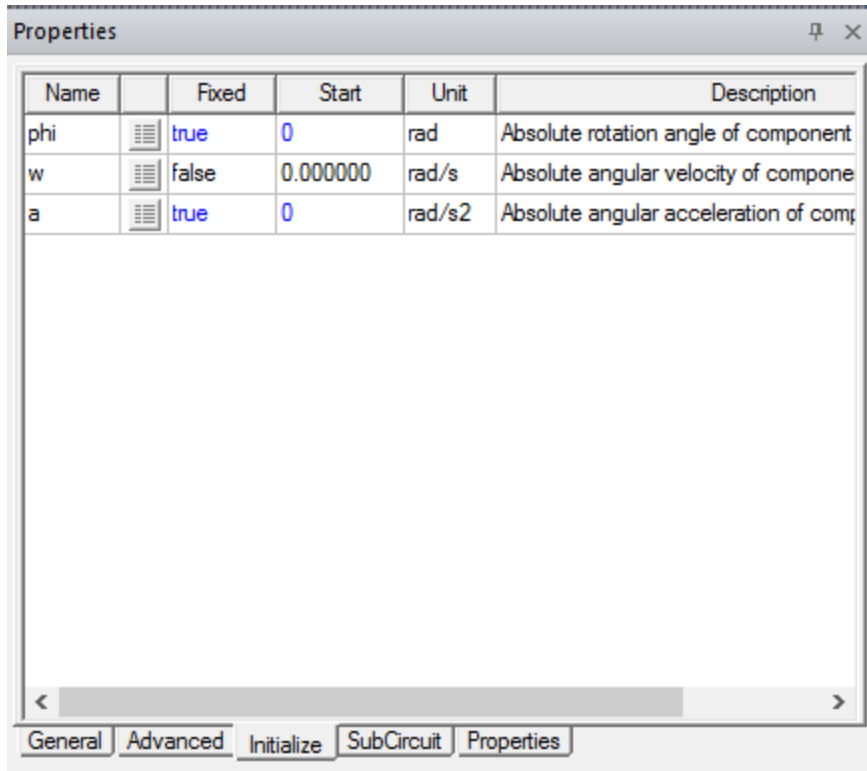 Properties
Name Fixed Start Unit Description
phi true 0 rad Absolute rotation angle of component
w false 0.000000 rad/s Absolute angular velocity of compone
a true 0 rad/s2 Absolute angular acceleration of comp
General Advanced Initialize SubCircuit Properties